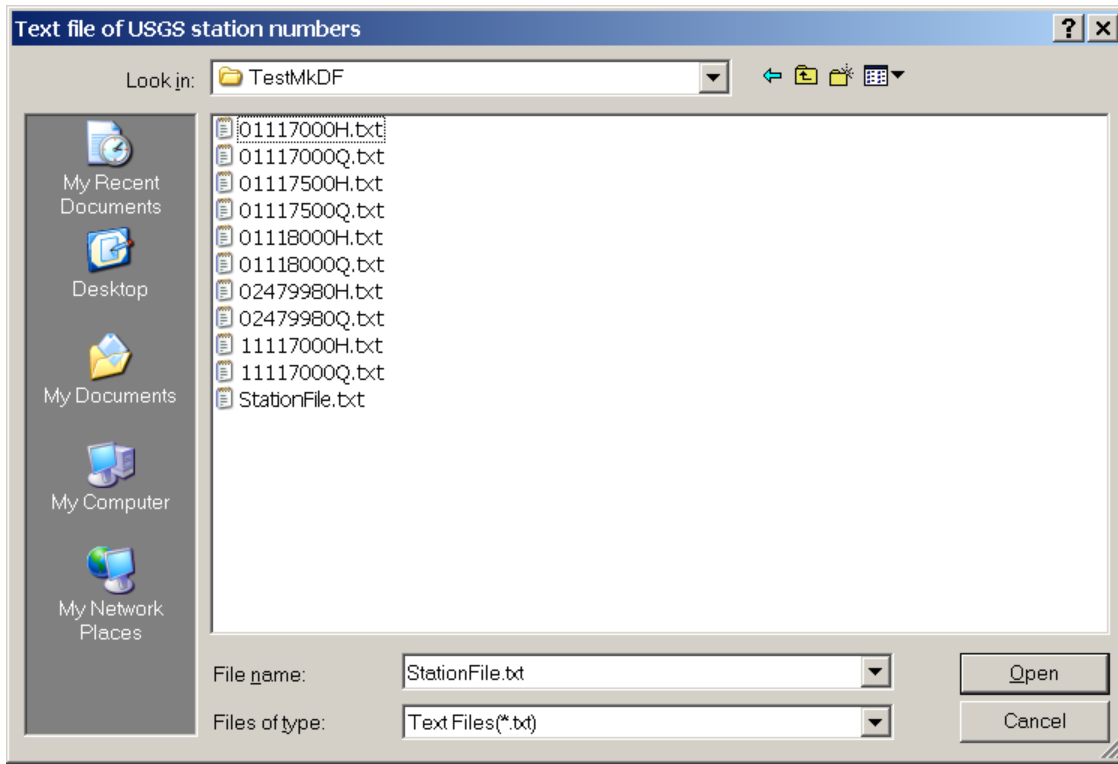 Text file of USGS station numbers
Look in: TestMkDF
My Recent
Documents
Desktop
My Documents
My Computer
My Network
Places
01117000H.txt
01117000Q.txt
01117500H.txt
01117500Q.txt
01118000H.txt
01118000Q.txt
02479980H.txt
02479980Q.txt
11117000H.txt
11117000Q.txt
StationFile.txt
File name: StationFile.txt Open
Files of type: Text Files(*.txt) Cancel